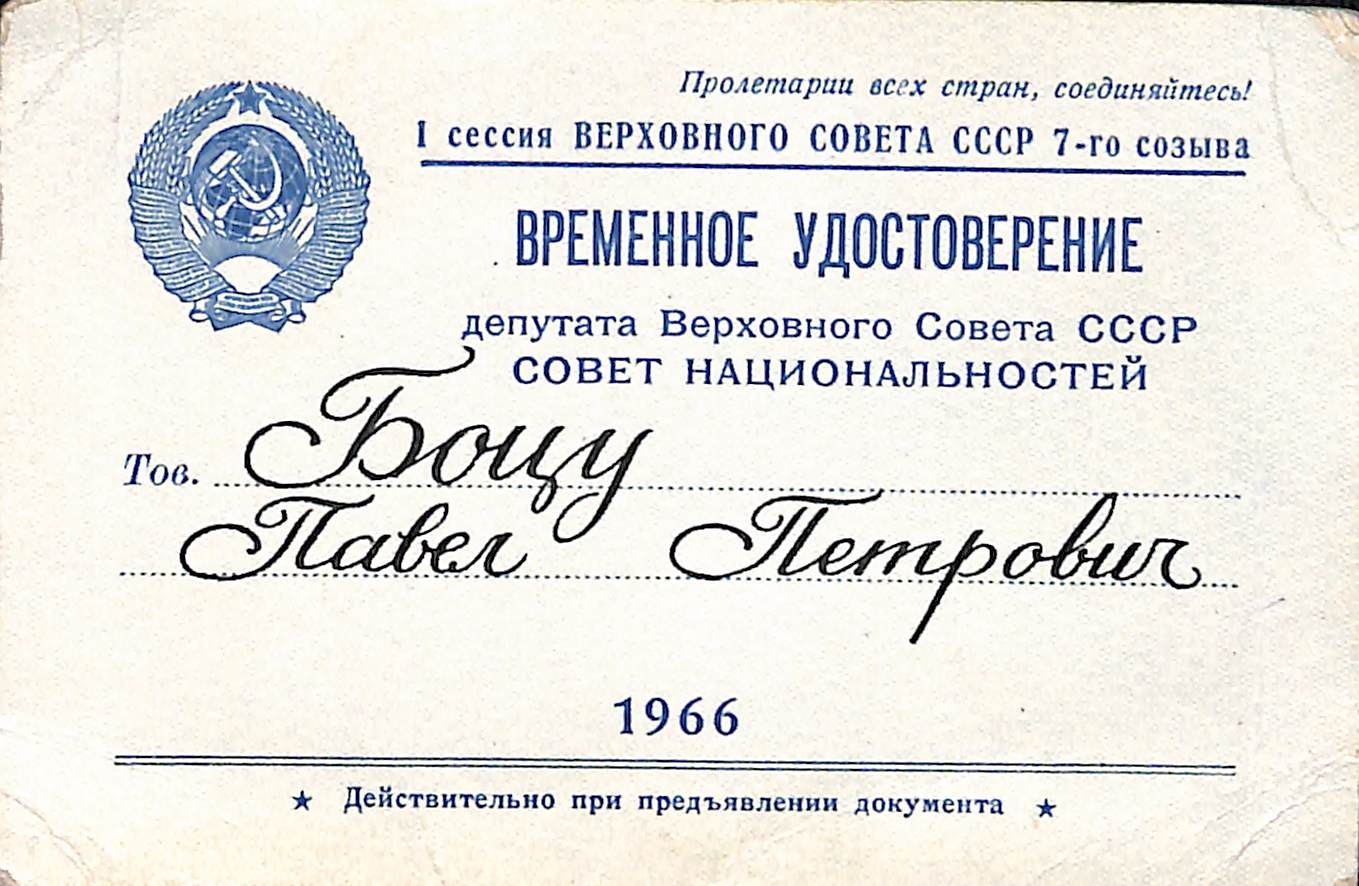 Пролетарии всех стран, соединяйтесь!
I сессия ВЕРХОВНОГО СОВЕТА СССР 7-го созыва
ВРЕМЕННОЕ УДОСТОВЕРЕНИЕ
депутата Верховного Совета СССР
СОВЕТ НАЦИОНАЛЬНОСТЕЙ
Тов. Боцу
Павел Петрович
1966
★ Действительно при предъявлении документа ★